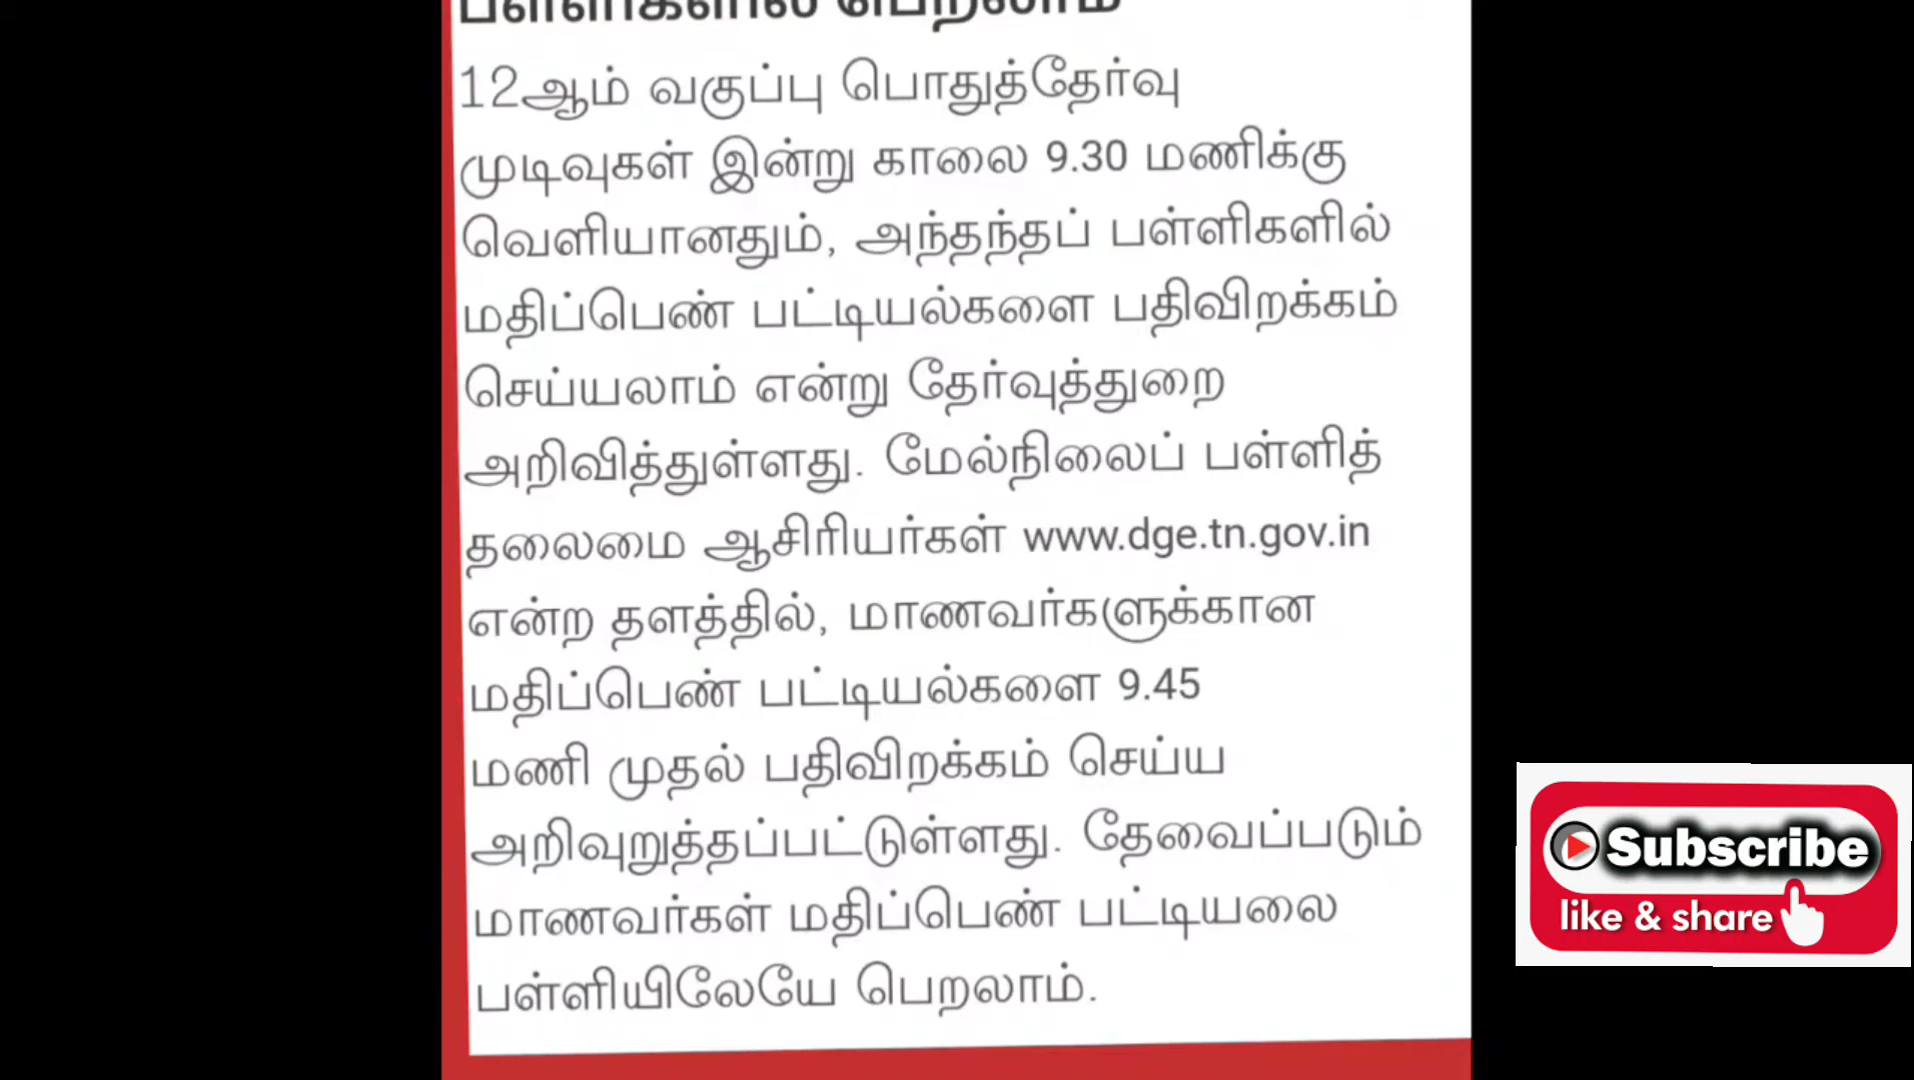 பள்ளிகளில் பெறலாம்
12ஆம் வகுப்பு பொதுத்தேர்வு
முடிவுகள் இன்று காலை 9.30 மணிக்கு
வெளியானதும், அந்தந்தப் பள்ளிகளில்
மதிப்பெண் பட்டியல்களை பதிவிறக்கம்
செய்யலாம் என்று தேர்வுத்துறை
அறிவித்துள்ளது. மேல்நிலைப் பள்ளித்
தலைமை ஆசிரியர்கள் www.dge.tn.gov.in
என்ற தளத்தில், மாணவர்களுக்கான
மதிப்பெண் பட்டியல்களை 9.45
மணி முதல் பதிவிறக்கம் செய்ய
அறிவுறுத்தப்பட்டுள்ளது. தேவைப்படும்
மாணவர்கள் மதிப்பெண் பட்டியலை
பள்ளியிலேயே பெறலாம்.
Subscribe
like & share